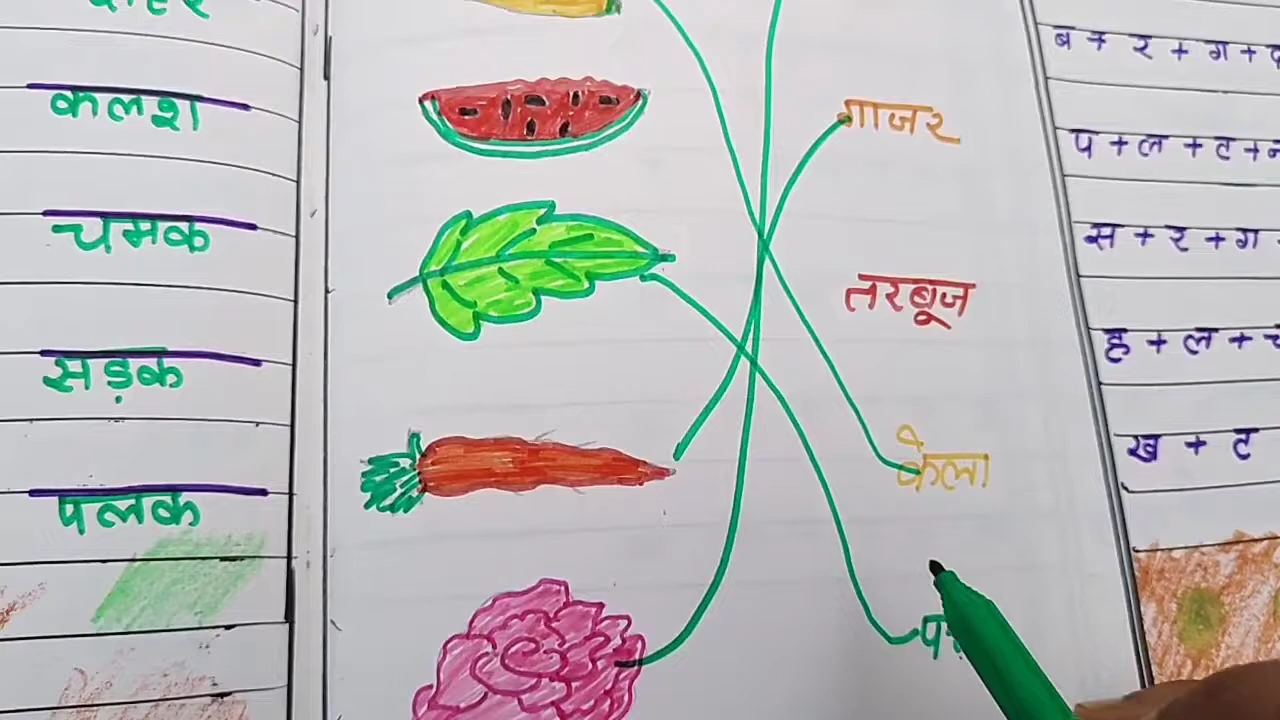 कलश
चमक
सड़क
पलक
गाजर
तरबूज
केला
ब + र + ग +
प + ल + ट +
स + र + ग
ह + ल +
ख + ट